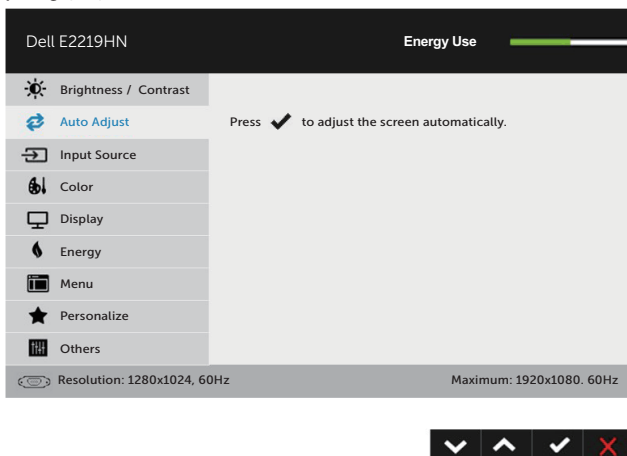 Dell E2219HN Energy Use
Brightness / Contrast
Auto Adjust Press ✔ to adjust the screen automatically.
Input Source
Color
Display
Energy
Menu
Personalize
Others
Resolution: 1280x1024, 60Hz Maximum: 1920x1080. 60Hz